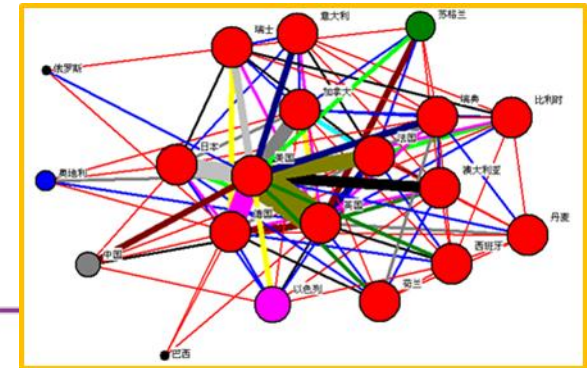 意大利
瑞士
苏格兰
俄罗斯
加拿大
瑞典
比利时
日本
法国
美国
奥地利
澳大利亚
德国
英国
丹麦
中国
西班牙
以色列
荷兰
巴西